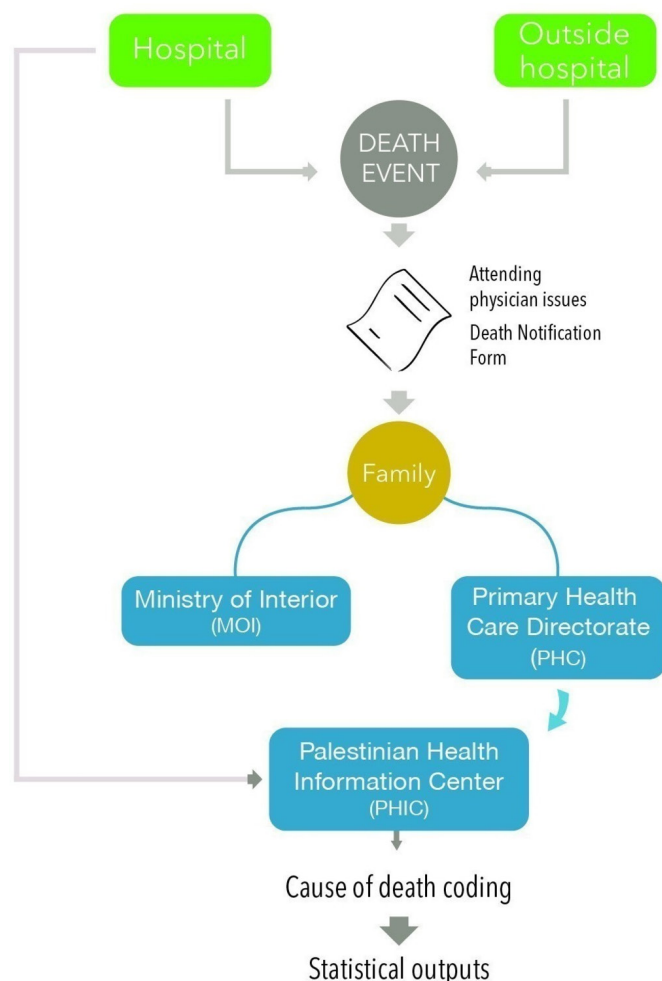 Hospital
Outside
hospital
DEATH
EVENT
Attending
physician issues
Death Notification
Form
Family
Ministry of Interior
(MOI)
Primary Health
Care Directorate
(PHC)
Palestinian Health
Information Center
(PHIC)
Cause of death coding
Statistical outputs